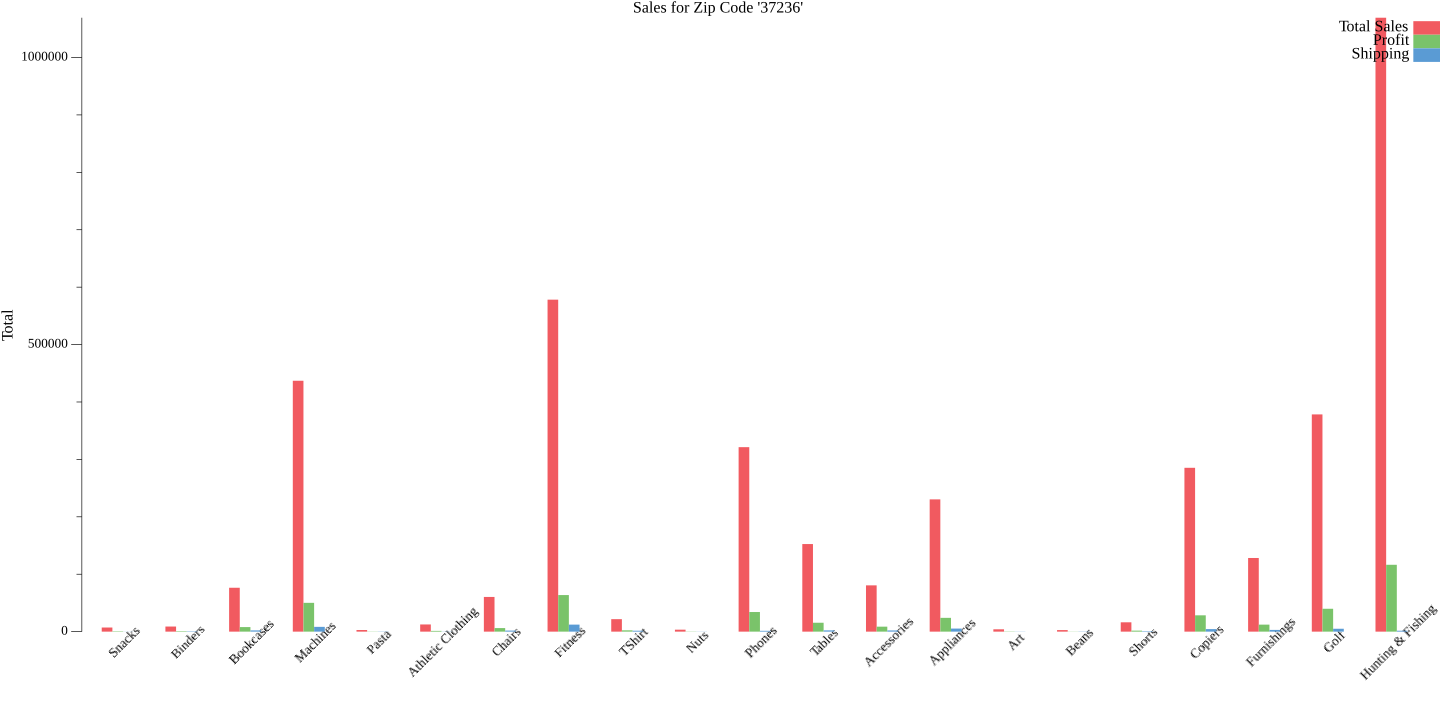 Sales for Zip Code '37236'
Total Sales
Profit
Shipping
1000000
500000
0
Total
Snacks
Binders
Bookcases
Machines
Pasta
Athletic Clothing
Chairs
Fitness
TShirt
Nuts
Phones
Tables
Accessories
Appliances
Art
Beans
Shorts
Copiers
Furnishings
Golf
Hunting & Fishing